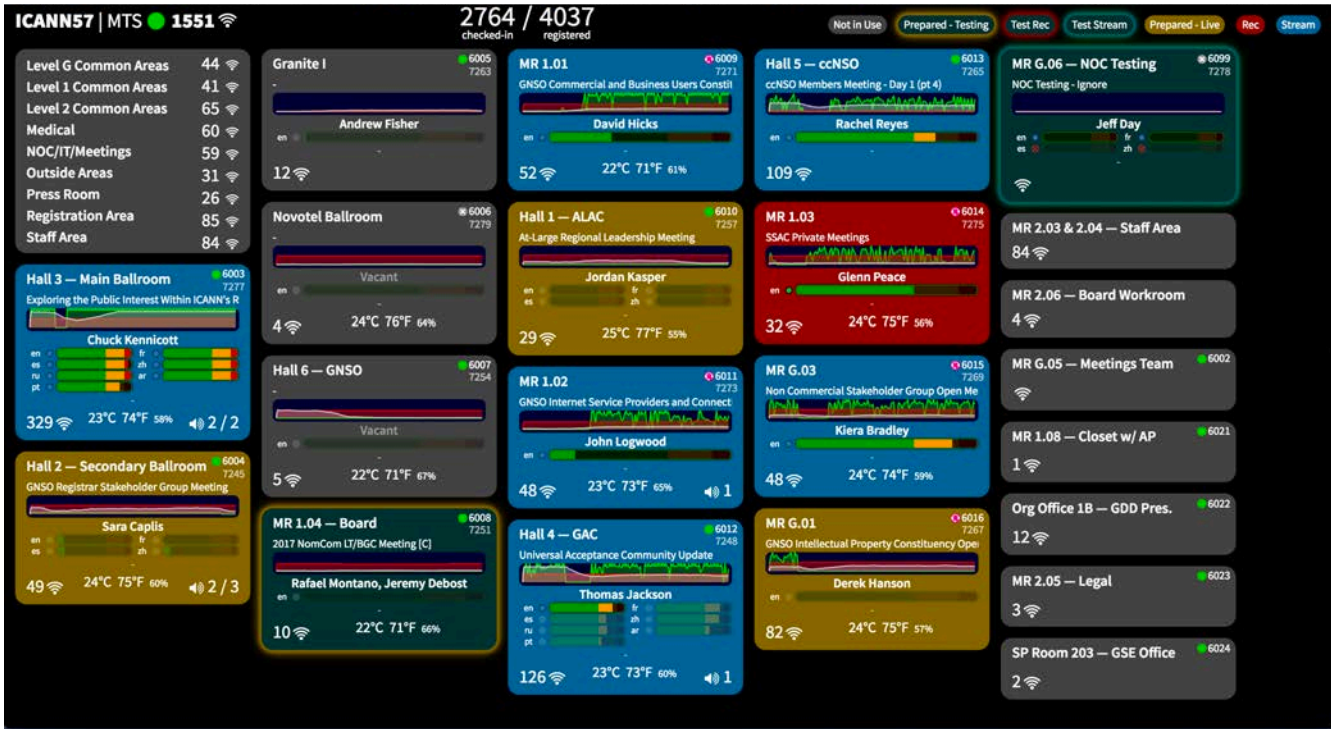 ICANN57 | MTS 1551
2764 / 4037
checked-in registered
Not in Use Prepared - Testing Test Rec Test Stream Prepared - Live Rec Stream
Level G Common Areas 44
Level 1 Common Areas 41
Level 2 Common Areas 65
Medical 60
NOC/IT/Meetings 59
Outside Areas 31
Press Room 26
Registration Area 85
Staff Area 84
Hall 3 — Main Ballroom 6003
7277
Exploring the Public Interest Within ICANN's R
Chuck Kennicott
en fr
es zh
ru ar
pt
329 23°C 74°F 58% 2 / 2
Hall 2 — Secondary Ballroom 6004
7245
GNSO Registrar Stakeholder Group Meeting
Sara Caplis
en fr
es zh
49 24°C 75°F 60% 2 / 3
Granite I 6005
7263
-
Andrew Fisher
en
-
12
Novotel Ballroom 6006
7279
-
Vacant
en
-
4 24°C 76°F 64%
Hall 6 — GNSO 6007
7254
-
Vacant
en
-
5 22°C 71°F 67%
MR 1.04 — Board 6008
7251
2017 NomCom LT/BGC Meeting [C]
Rafael Montano, Jeremy Debost
en
-
10 22°C 71°F 66%
MR 1.01 6009
7271
GNSO Commercial and Business Users Constit
David Hicks
en
-
52 22°C 71°F 61%
Hall 1 — ALAC 6010
7257
At-Large Regional Leadership Meeting
Jordan Kasper
en fr
es zh
-
29 25°C 77°F 55%
MR 1.02 6011
7273
GNSO Internet Service Providers and Connect
John Logwood
en
-
48 23°C 73°F 65% 1
Hall 4 — GAC 6012
7248
Universal Acceptance Community Update
Thomas Jackson
en fr
es zh
ru ar
pt
-
126 23°C 73°F 60% 1
Hall 5 — ccNSO 6013
7265
ccNSO Members Meeting - Day 1 (pt 4)
Rachel Reyes
en
-
109
MR 1.03 6014
7275
SSAC Private Meetings
Glenn Peace
en
-
32 24°C 75°F 56%
MR G.03 6015
7269
Non Commercial Stakeholder Group Open Me
Kiera Bradley
en
-
48 24°C 74°F 59%
MR G.01 6016
7267
GNSO Intellectual Property Constituency Ope
Derek Hanson
en
-
82 24°C 75°F 57%
MR G.06 — NOC Testing 6099
7278
NOC Testing - Ignore
Jeff Day
en fr
es zh
-
MR 2.03 & 2.04 — Staff Area
84
MR 2.06 — Board Workroom
4
MR G.05 — Meetings Team 6002
MR 1.08 — Closet w/ AP 6021
1
Org Office 1B — GDD Pres. 6022
12
MR 2.05 — Legal 6023
3
SP Room 203 — GSE Office 6024
2